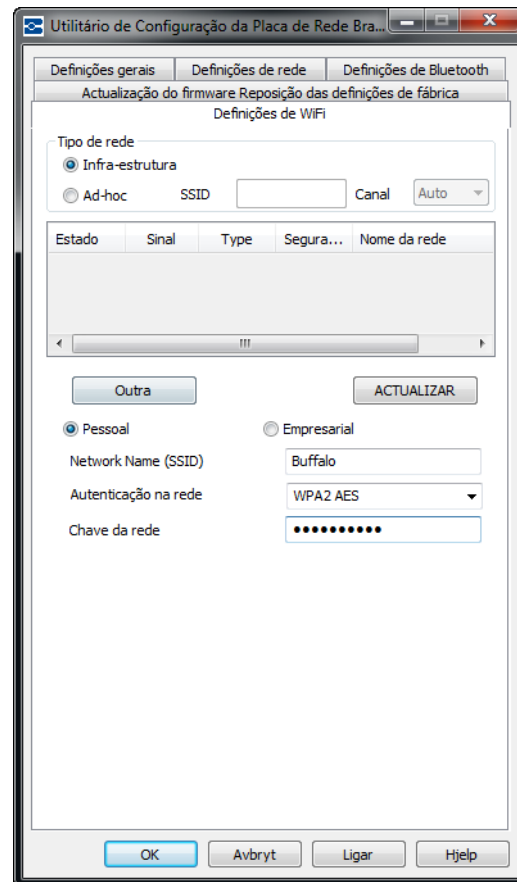 Utilitário de Configuração da Placa de Rede Bra...
Definições gerais Definições de rede Definições de Bluetooth
Actualização do firmware Reposição das definições de fábrica
Definições de WiFi
Tipo de rede
Infra-estrutura
Ad-hoc SSID Canal Auto
Estado Sinal Type Segura... Nome da rede
Outra ACTUALIZAR
Pessoal Empresarial
Network Name (SSID) Buffalo
Autenticação na rede WPA2 AES
Chave da rede ●●●●●●●●●●
OK Avbryt Ligar Hjelp